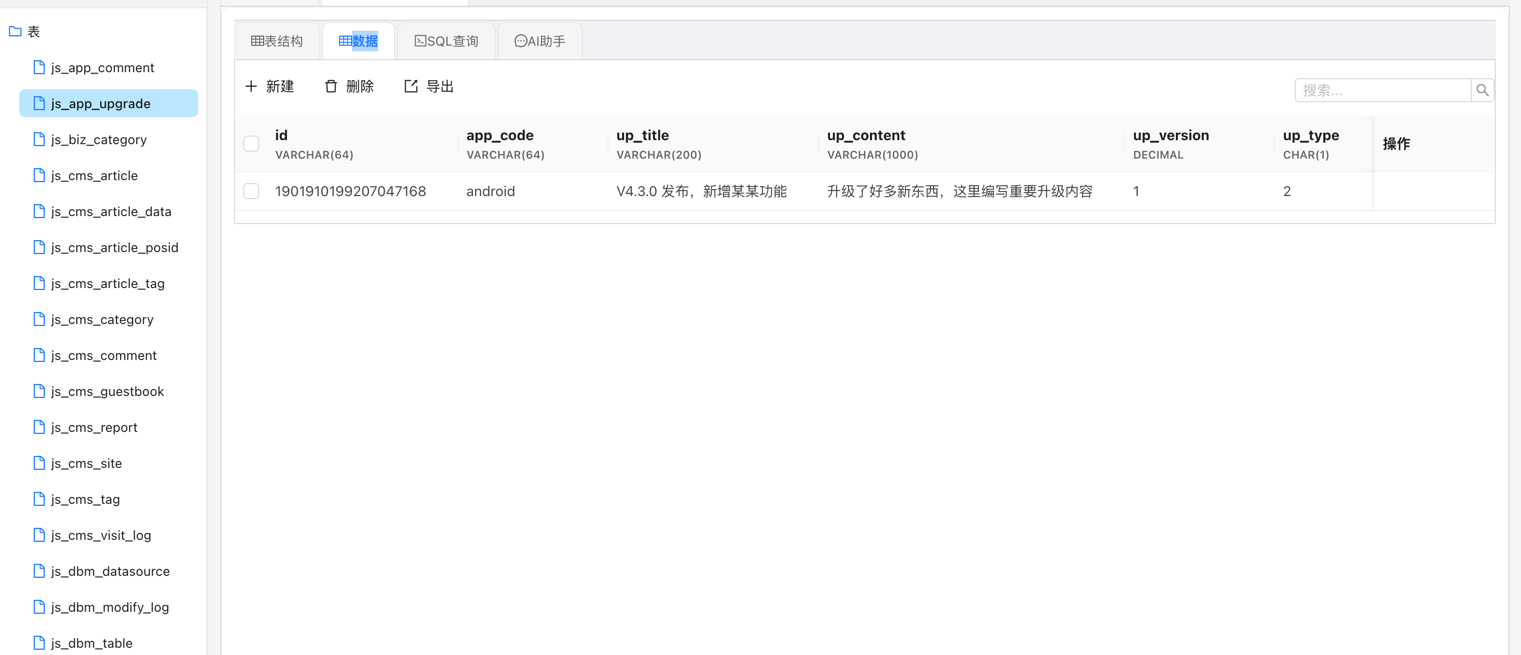 表
js_app_comment
js_app_upgrade
js_biz_category
js_cms_article
js_cms_article_data
js_cms_article_posid
js_cms_article_tag
js_cms_category
js_cms_comment
js_cms_guestbook
js_cms_report
js_cms_site
js_cms_tag
js_cms_visit_log
js_dbm_datasource
js_dbm_modify_log
js_dbm_table
表结构 数据 SQL查询 AI助手
新建 删除 导出 搜索...
id app_code up_title up_content up_version up_type 操作
VARCHAR(64) VARCHAR(64) VARCHAR(200) VARCHAR(1000) DECIMAL CHAR(1)
1901910199207047168 android V4.3.0 发布，新增某某功能 升级了好多新东西，这里编写重要升级内容 1 2